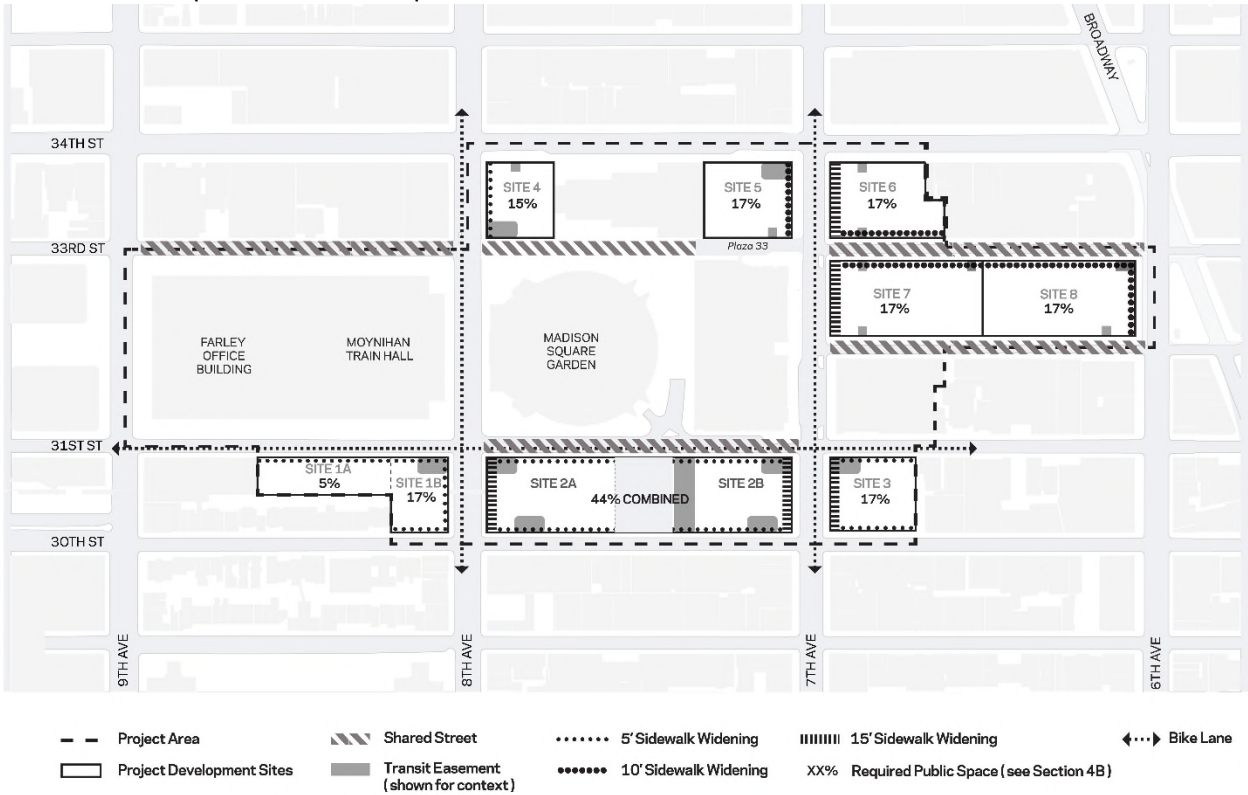 BROADWAY
34TH ST
SITE 4
15%
SITE 5
17%
SITE 6
17%
33RD ST
Plaza 33
SITE 7
17%
SITE 8
17%
FARLEY
OFFICE
BUILDING
MOYNIHAN
TRAIN HALL
MADISON
SQUARE
GARDEN
31ST ST
SITE 1A
5%
SITE 1B
17%
SITE 2A
44% COMBINED
SITE 2B
SITE 3
17%
30TH ST
9TH AVE
8TH AVE
7TH AVE
6TH AVE
Project Area
Shared Street
5' Sidewalk Widening
15' Sidewalk Widening
Bike Lane
Project Development Sites
Transit Easement
(shown for context)
10' Sidewalk Widening
XX% Required Public Space (see Section 4B)